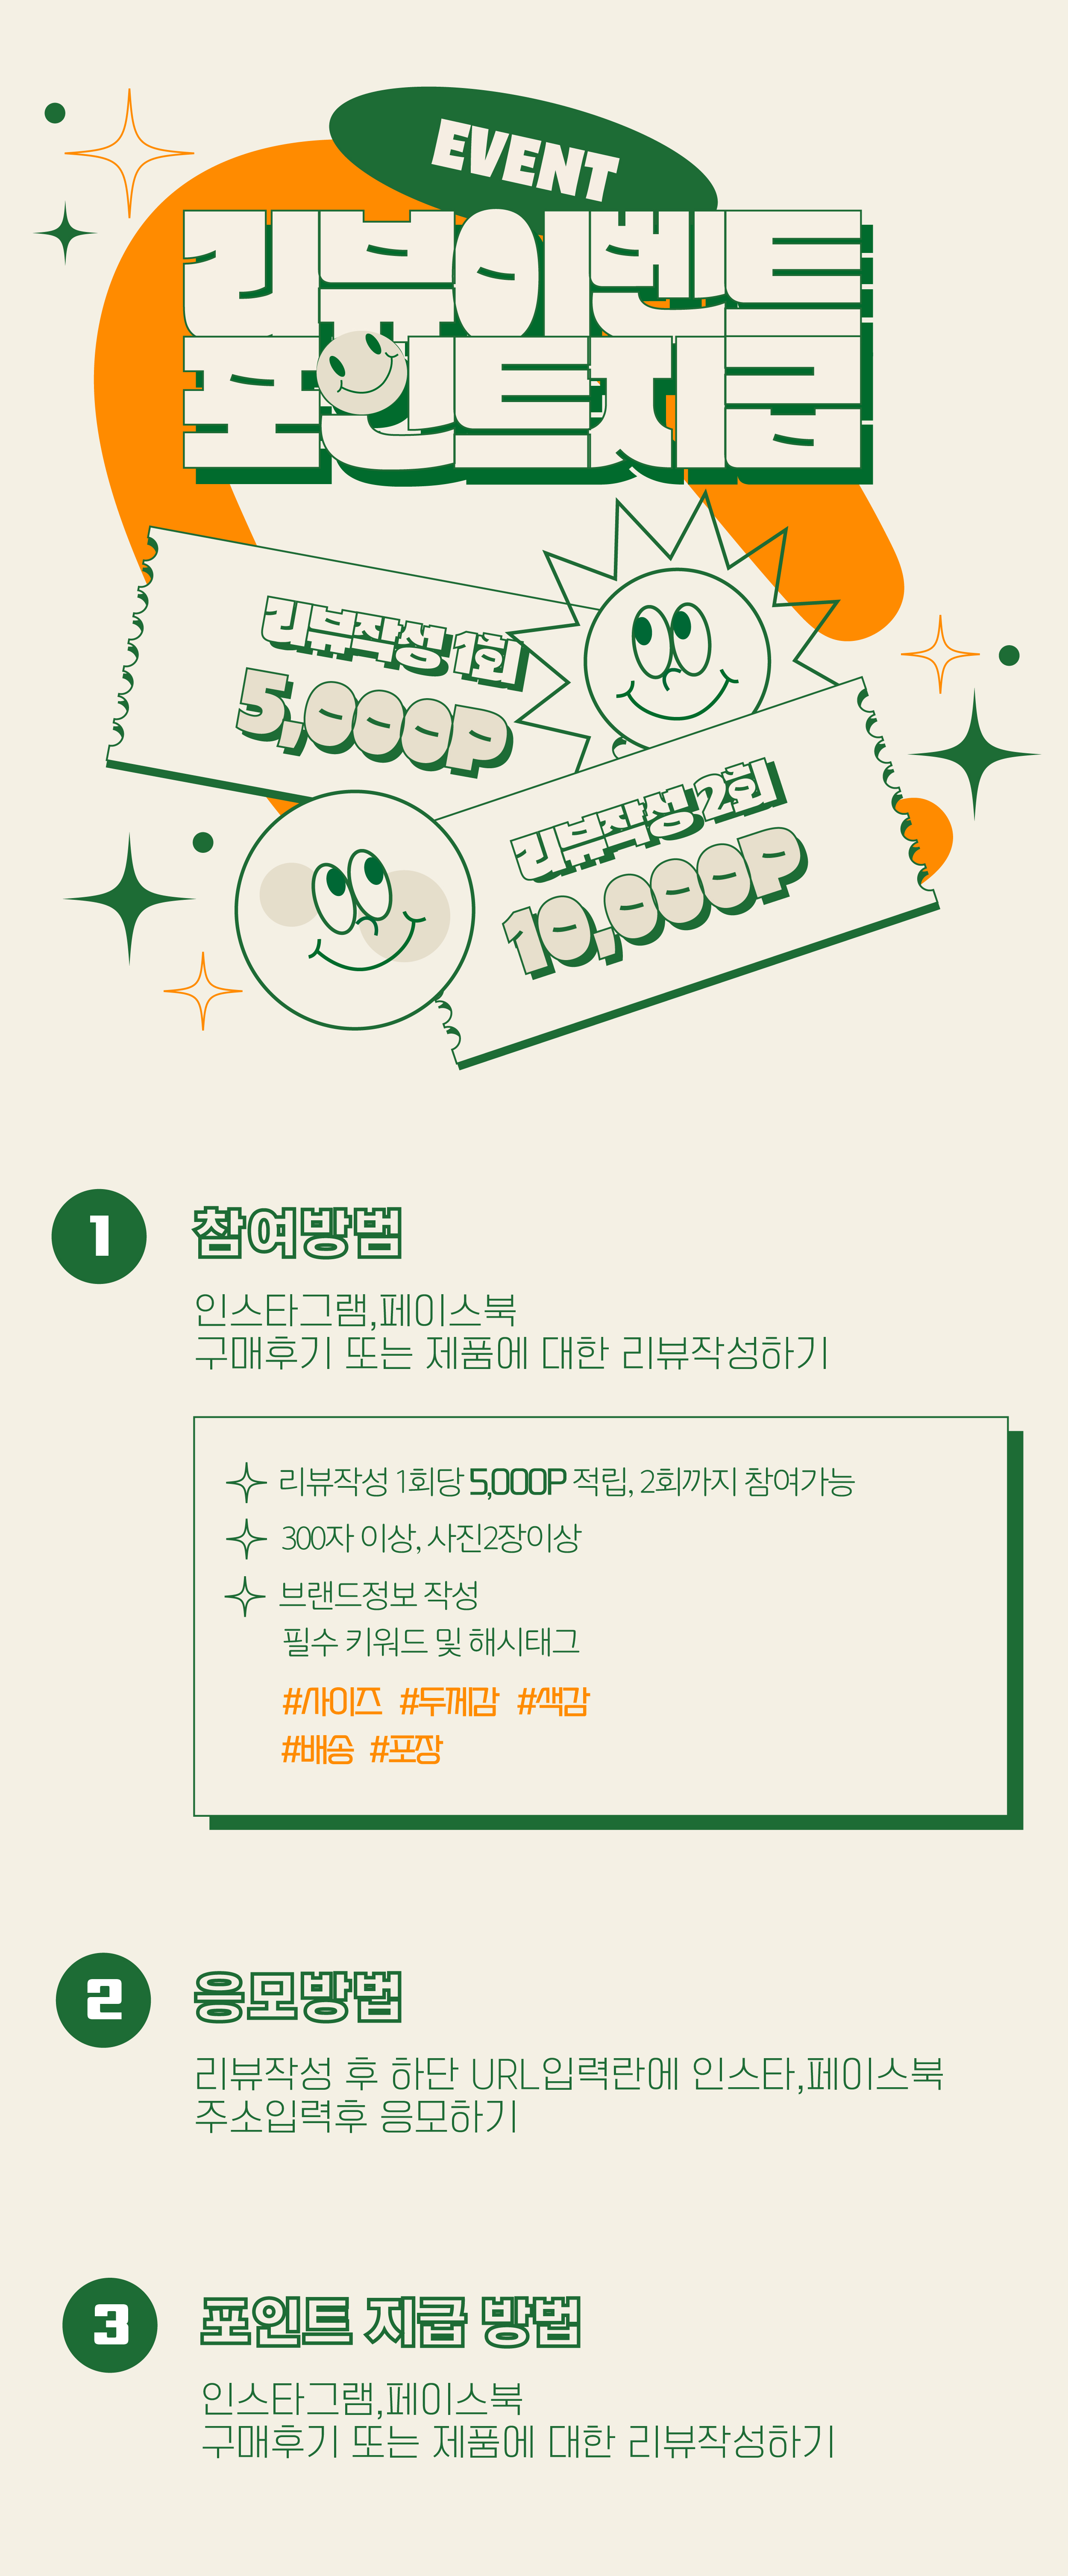 EVENT
리뷰이벤트
포인트지급
리뷰작성 1회
5,000P
리뷰작성 2회
10,000P
1
참여방법
인스타그램,페이스북
구매후기 또는 제품에 대한 리뷰작성하기
리뷰작성 1회당 5,000P 적립, 2회까지 참여가능
300자 이상, 사진2장이상
브랜드정보 작성
필수 키워드 및 해시태그
#사이즈 #두께감 #색감
#배송 #포장
2
응모방법
리뷰작성 후 하단 URL입력란에 인스타,페이스북
주소입력후 응모하기
3
포인트 지급 방법
인스타그램,페이스북
구매후기 또는 제품에 대한 리뷰작성하기